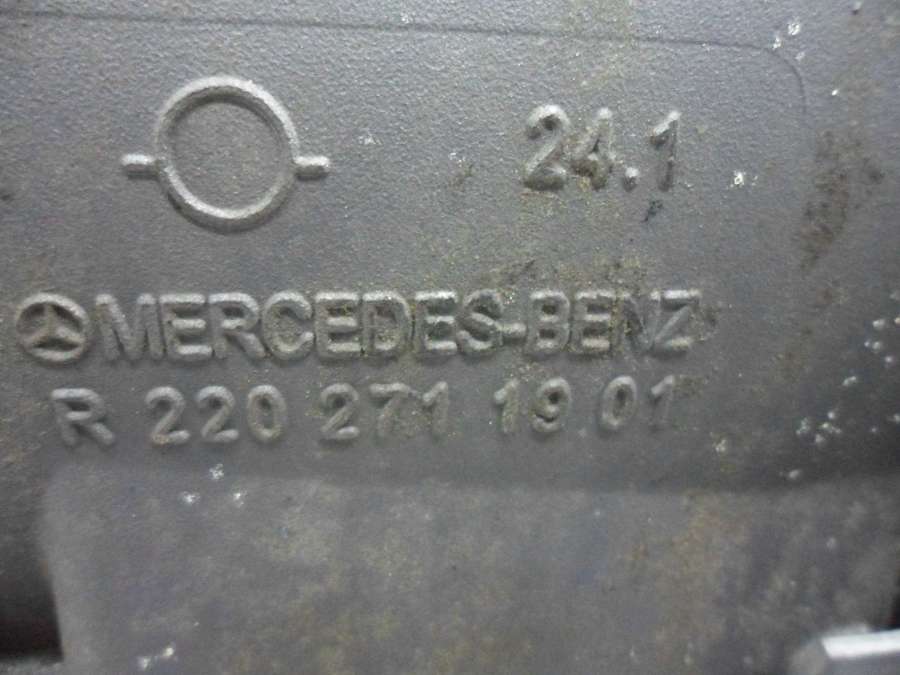 24.1
MERCEDES-BENZ
R 220 271 19 01